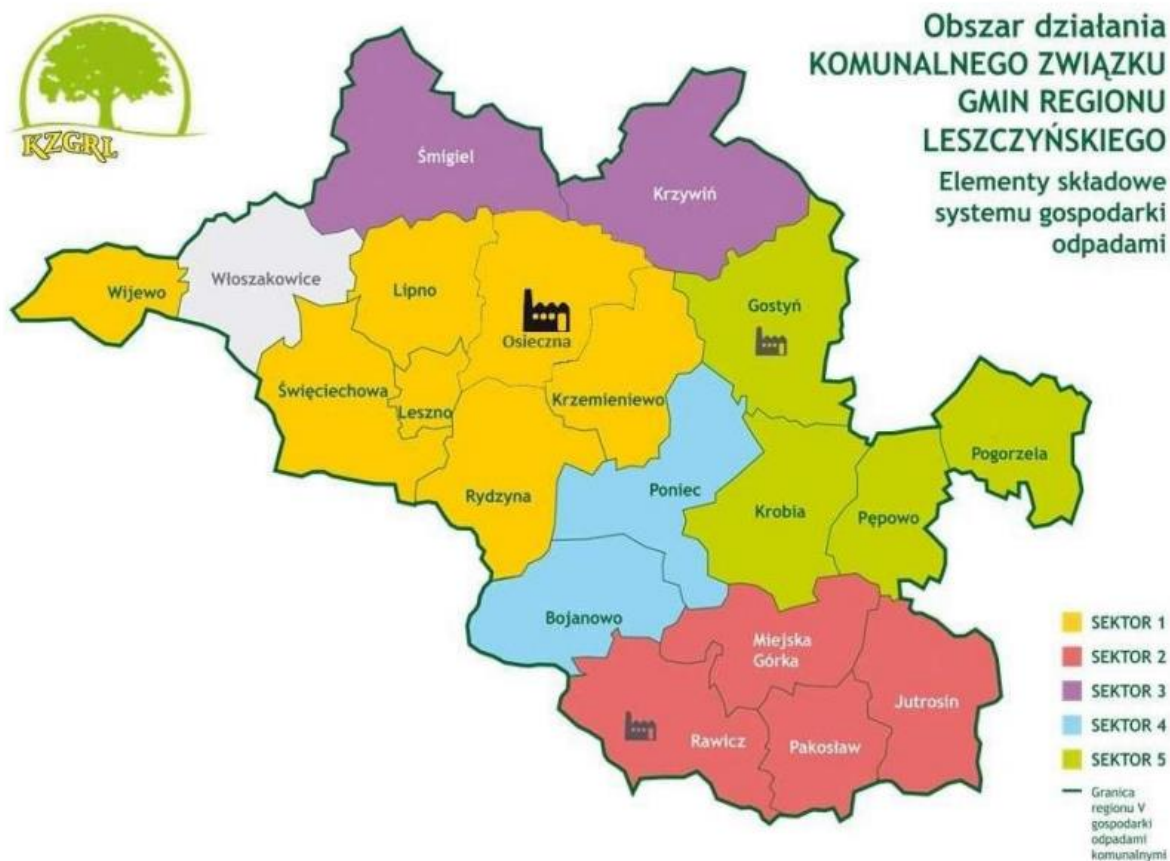 KZGRL
Obszar działania
KOMUNALNEGO ZWIĄZKU
GMIN REGIONU
LESZCZYŃSKIEGO
Elementy składowe
systemu gospodarki
odpadami
Śmigiel
Krzywiń
Włoszakowice
Wijewo
Lipno
Osieczna
Gostyń
Święciechowa
Leszno
Krzemieniewo
Rydzyna
Poniec
Krobia
Pępowo
Pogorzela
Bojanowo
Miejska
Górka
Jutrosin
Rawicz
Pakosław
SEKTOR 1
SEKTOR 2
SEKTOR 3
SEKTOR 4
SEKTOR 5
Granica
regionu V
gospodarki
odpadami
komunalnymi